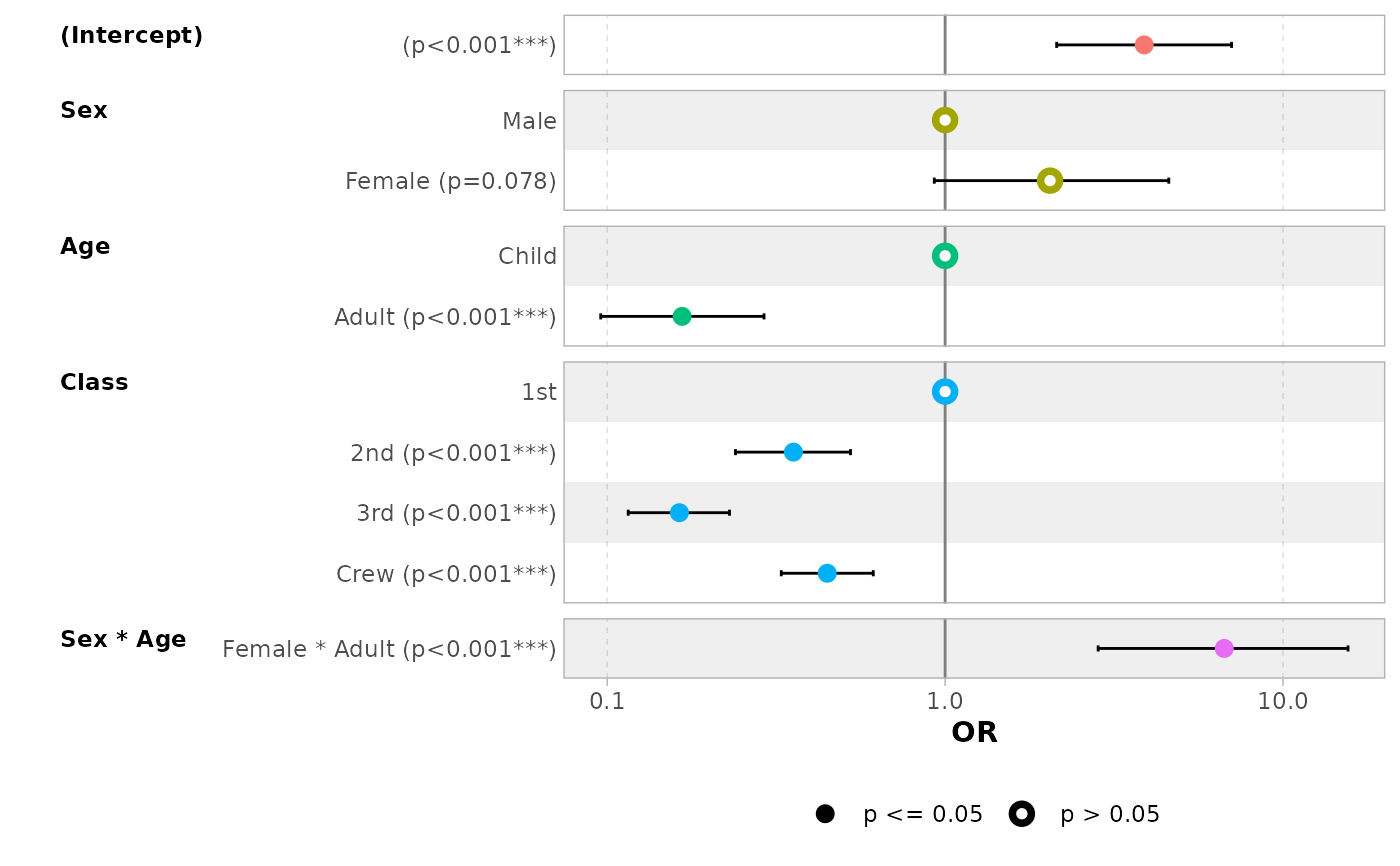 (Intercept)
(p<0.001***)
Sex
Male
Female (p=0.078)
Age
Child
Adult (p<0.001***)
Class
1st
2nd (p<0.001***)
3rd (p<0.001***)
Crew (p<0.001***)
Sex * Age
Female * Adult (p<0.001***)
0.1 1.0 10.0
OR
p <= 0.05 p > 0.05